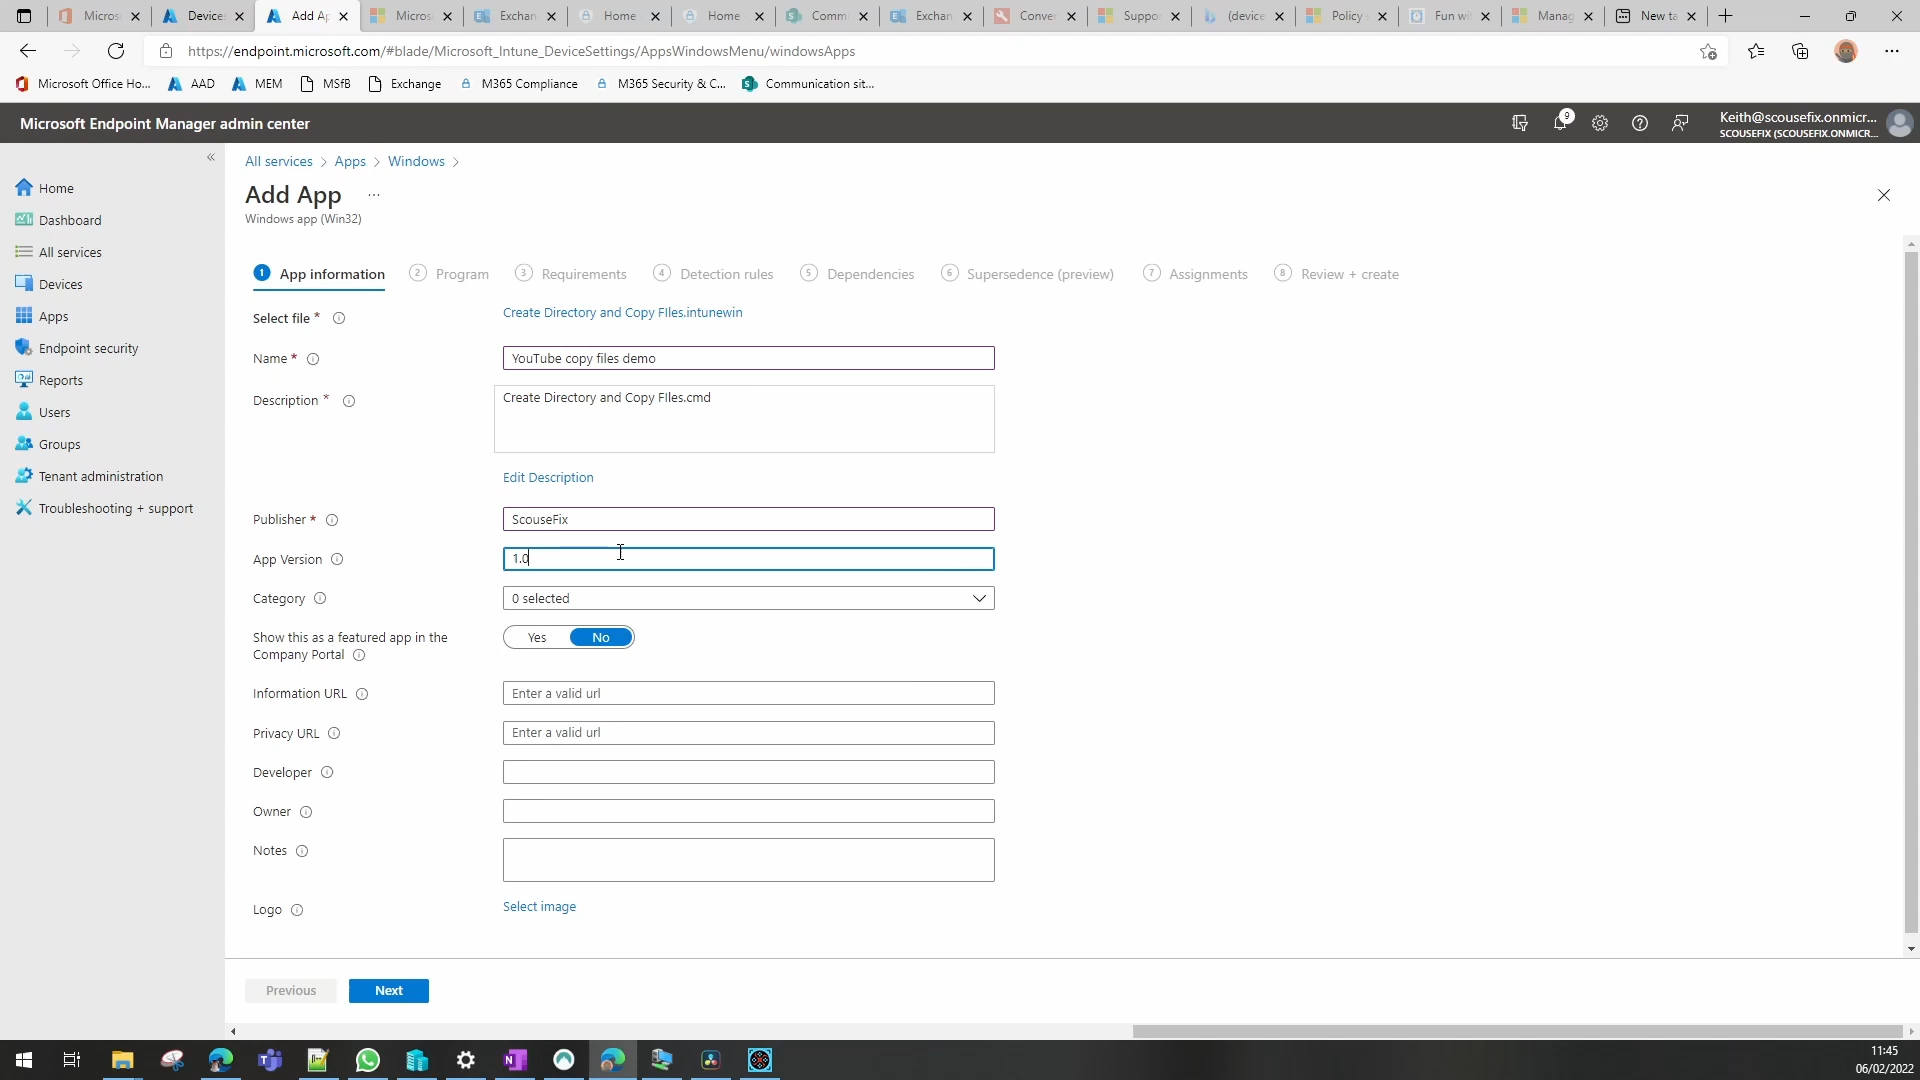 Micros
Device:
Add Ap
Micros
Exchan
Home
Home
Comm
Exchan
Conver
Suppo
(device
Policy
Fun wi
Manag
New ta
https://endpoint.microsoft.com/#blade/Microsoft_Intune_DeviceSettings/AppsWindowsMenu/windowsApps
Microsoft Office Ho...
AAD
MEM
MSfB
Exchange
M365 Compliance
M365 Security & C...
Communication sit...
Microsoft Endpoint Manager admin center
9
Keith@scousefix.onmicr...
SCOUSEFIX (SCOUSEFIX.ONMICR...
Home
Dashboard
All services
Devices
Apps
Endpoint security
Reports
Users
Groups
Tenant administration
Troubleshooting + support
All services > Apps > Windows >
Add App ...
Windows app (Win32)
1 App information
2 Program
3 Requirements
4 Detection rules
5 Dependencies
6 Supersedence (preview)
7 Assignments
8 Review + create
Select file *
Create Directory and Copy FIles.intunewin
Name *
YouTube copy files demo
Description *
Create Directory and Copy FIles.cmd
Edit Description
Publisher *
ScouseFix
App Version
1.0
Category
0 selected
Show this as a featured app in the
Company Portal
Yes No
Information URL
Enter a valid url
Privacy URL
Enter a valid url
Developer
Owner
Notes
Logo
Select image
Previous
Next
11:45
06/02/2022